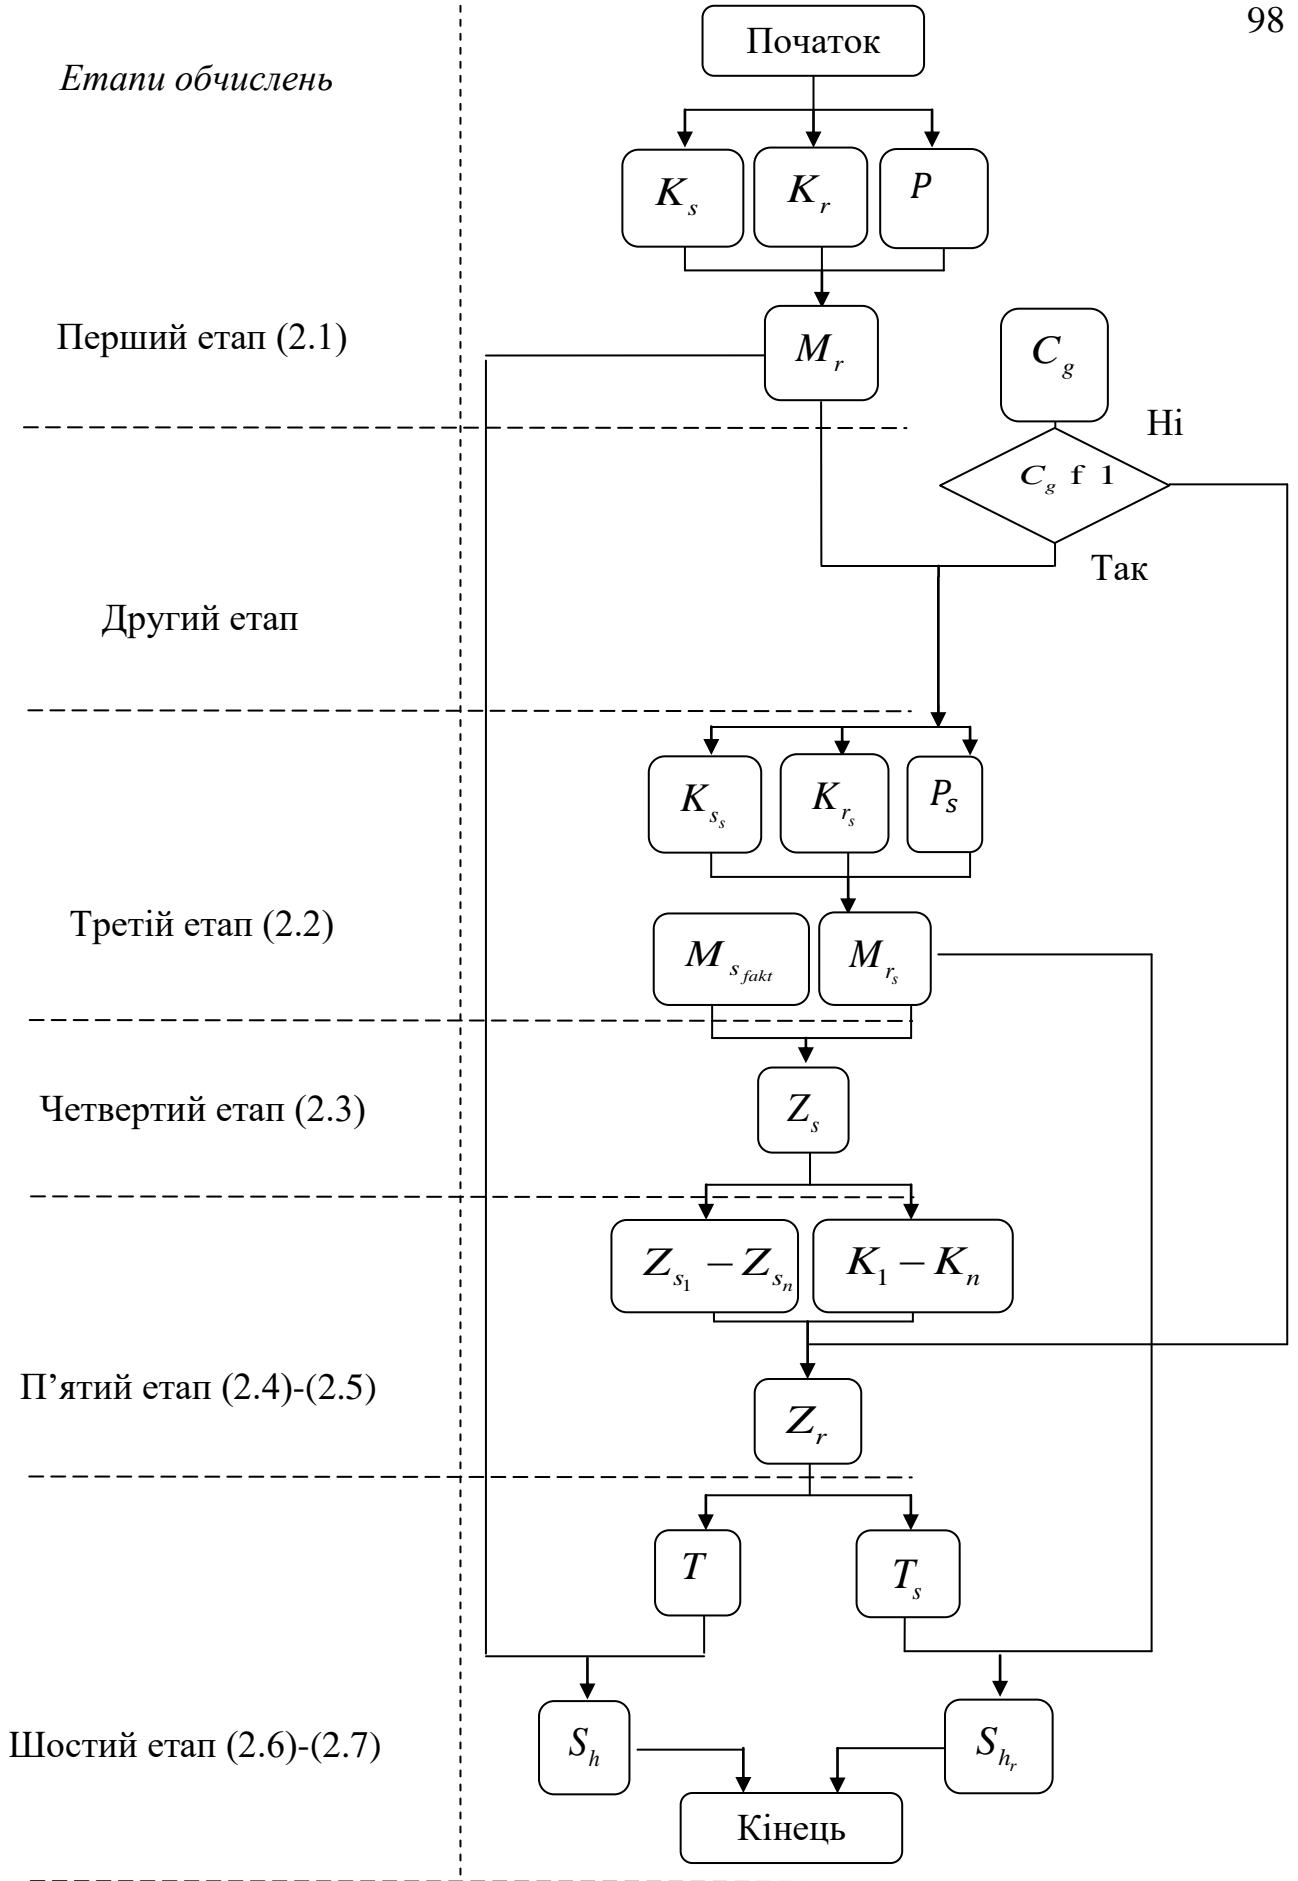 98
Початок
Етапи обчислень
K_s K_r P
Перший етап (2.1)
M_r
C_g
Ні
C_g f 1
Так
Другий етап
K_{s_s} K_{r_s} P_s
Третій етап (2.2)
M_{s_{fakt}} M_{r_s}
Четвертий етап (2.3)
Z_s
Z_{s_1} − Z_{s_n} K_1 − K_n
П’ятий етап (2.4)-(2.5)
Z_r
T T_s
Шостий етап (2.6)-(2.7)
S_h S_{h_r}
Кінець